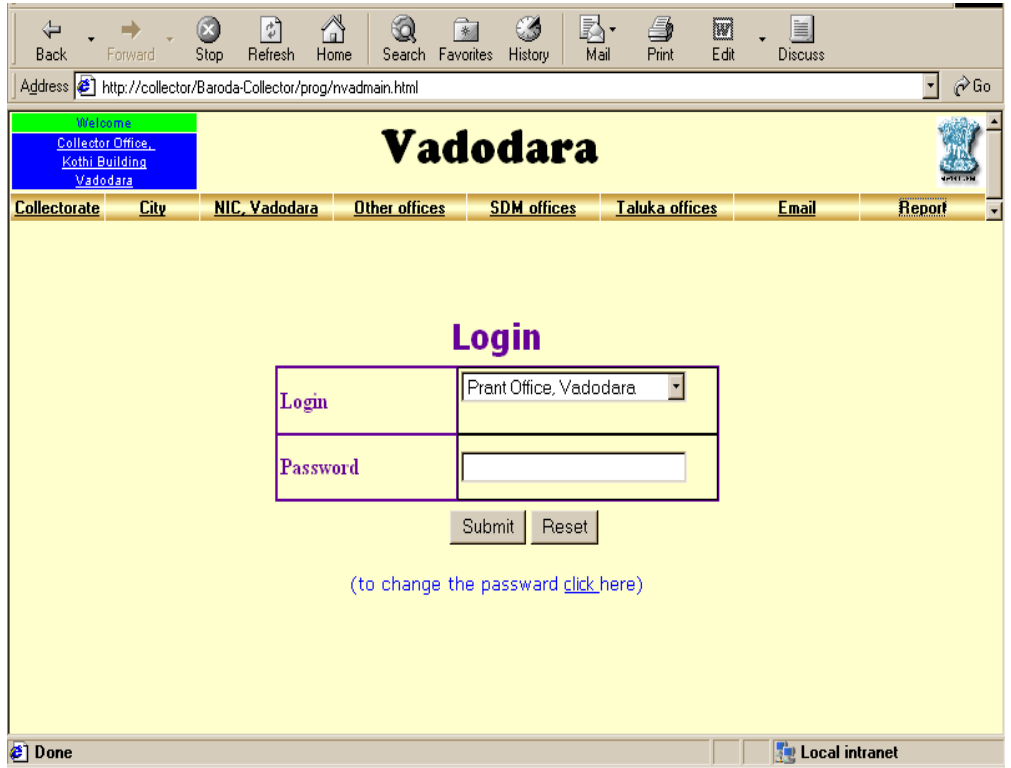 Back Forward Stop Refresh Home Search Favorites History Mail Print Edit Discuss
Address http://collector/Baroda-Collector/prog/nvadmain.html Go
Welcome
Collector Office,
Kothi Building
Vadodara
Vadodara
Collectorate City NIC, Vadodara Other offices SDM offices Taluka offices Email Report
Login
Login Prant Office, Vadodara
Password
Submit Reset
(to change the passward click here)
Done Local intranet